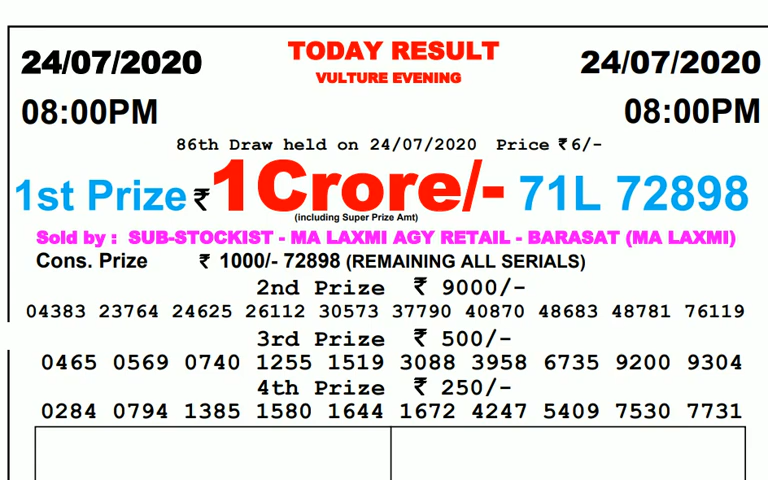 24/07/2020 TODAY RESULT 24/07/2020
VULTURE EVENING
08:00PM 08:00PM
86th Draw held on 24/07/2020 Price ₹ 6/-
1st Prize ₹ 1Crore/- 71L 72898
(including Super Prize Amt)
Sold by : SUB-STOCKIST - MA LAXMI AGY RETAIL - BARASAT (MA LAXMI)
Cons. Prize ₹ 1000/- 72898 (REMAINING ALL SERIALS)
2nd Prize ₹ 9000/-
04383 23764 24625 26112 30573 37790 40870 48683 48781 76119
3rd Prize ₹ 500/-
0465 0569 0740 1255 1519 3088 3958 6735 9200 9304
4th Prize ₹ 250/-
0284 0794 1385 1580 1644 1672 4247 5409 7530 7731